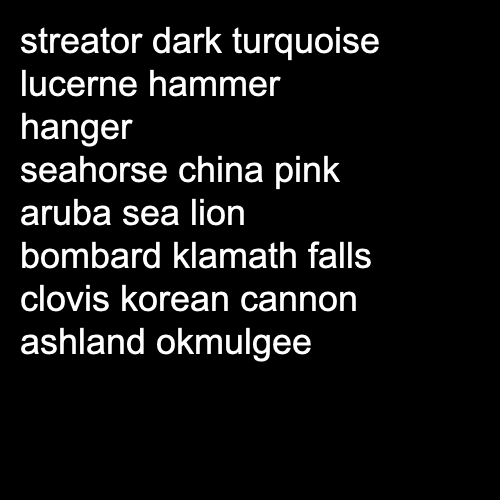 streator dark turquoise
lucerne hammer
hanger
seahorse china pink
aruba sea lion
bombard klamath falls
clovis korean cannon
ashland okmulgee